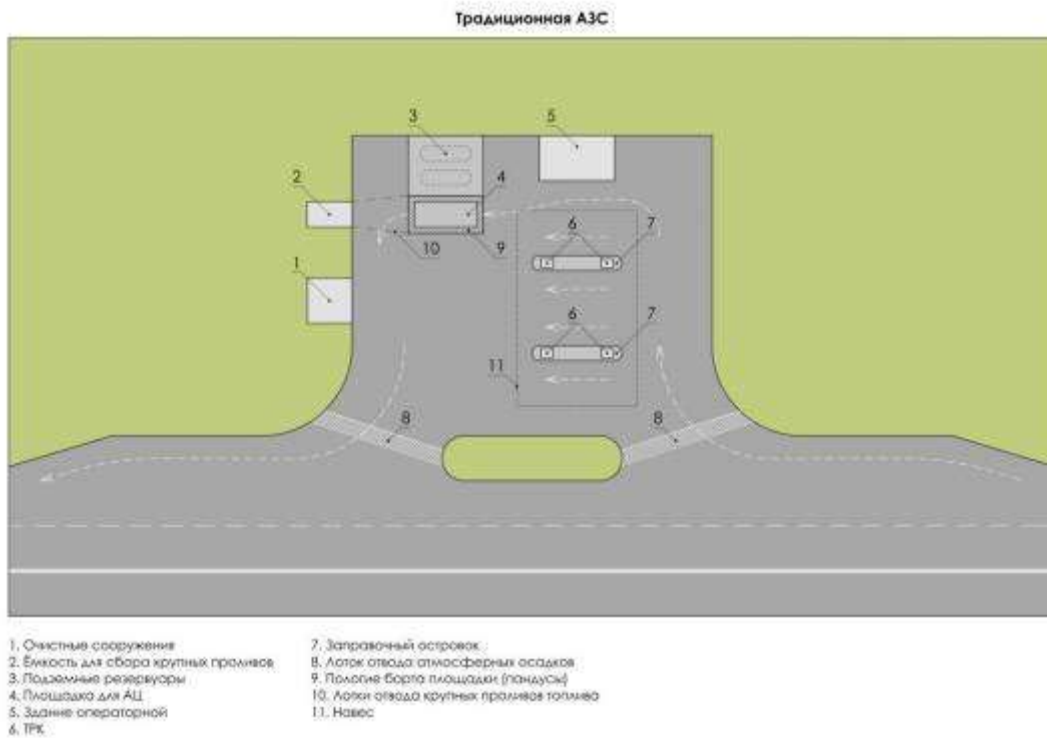 Традиционная АЗС
3
5
2
4
6
7
10
9
1
6
7
11
8
8
1. Очистные сооружения
2. Ёмкость для сбора крупных проливов
3. Подземные резервуары
4. Площадка для АЦ
5. Здание операторной
6. ТРК
7. Заправочный островок
8. Лоток отвода атмосферных осадков
9. Пологие борта площадки (пандусы)
10. Лотки отвода крупных проливов топлива
11. Навес